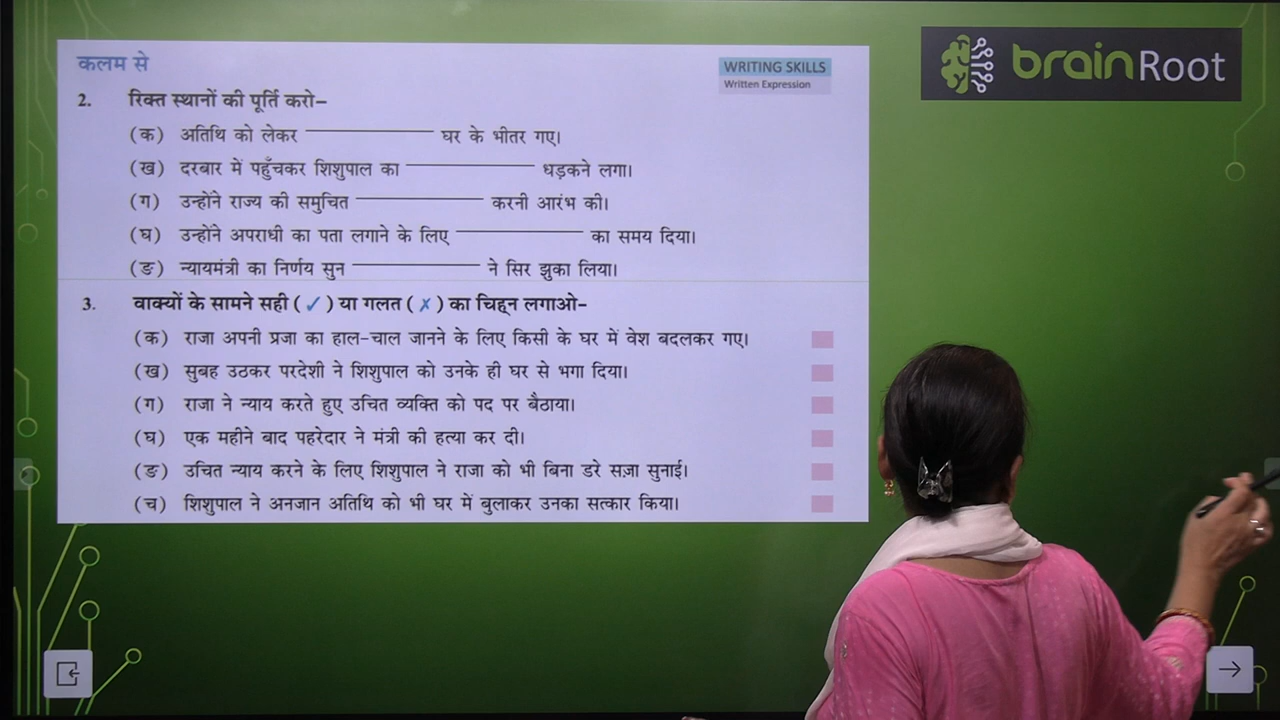 brainRoot
कलम से
WRITING SKILLS
Written Expression
2. रिक्त स्थानों की पूर्ति करो–
(क) अतिथि को लेकर ____________ घर के भीतर गए।
(ख) दरबार में पहुँचकर शिशुपाल का ____________ धड़कने लगा।
(ग) उन्होंने राज्य की समुचित ____________ करनी आरंभ की।
(घ) उन्होंने अपराधी का पता लगाने के लिए ____________ का समय दिया।
(ङ) न्यायमंत्री का निर्णय सुन ____________ ने सिर झुका लिया।
3. वाक्यों के सामने सही (✓) या गलत (✗) का चिह्न लगाओ–
(क) राजा अपनी प्रजा का हाल-चाल जानने के लिए किसी के घर में वेश बदलकर गए।
(ख) सुबह उठकर परदेशी ने शिशुपाल को उनके ही घर से भगा दिया।
(ग) राजा ने न्याय करते हुए उचित व्यक्ति को पद पर बैठाया।
(घ) एक महीने बाद पहरेदार ने मंत्री की हत्या कर दी।
(ङ) उचित न्याय करने के लिए शिशुपाल ने राजा को भी बिना डरे सज़ा सुनाई।
(च) शिशुपाल ने अनजान अतिथि को भी घर में बुलाकर उनका सत्कार किया।